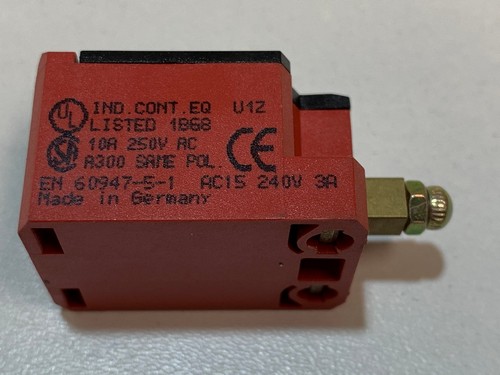 UL IND.CONT.EQ U1Z
LISTED 1B68
10A 250V AC
A300 SAME POL.
CE
EN 60947-5-1 AC15 240V 3A
Made in Germany